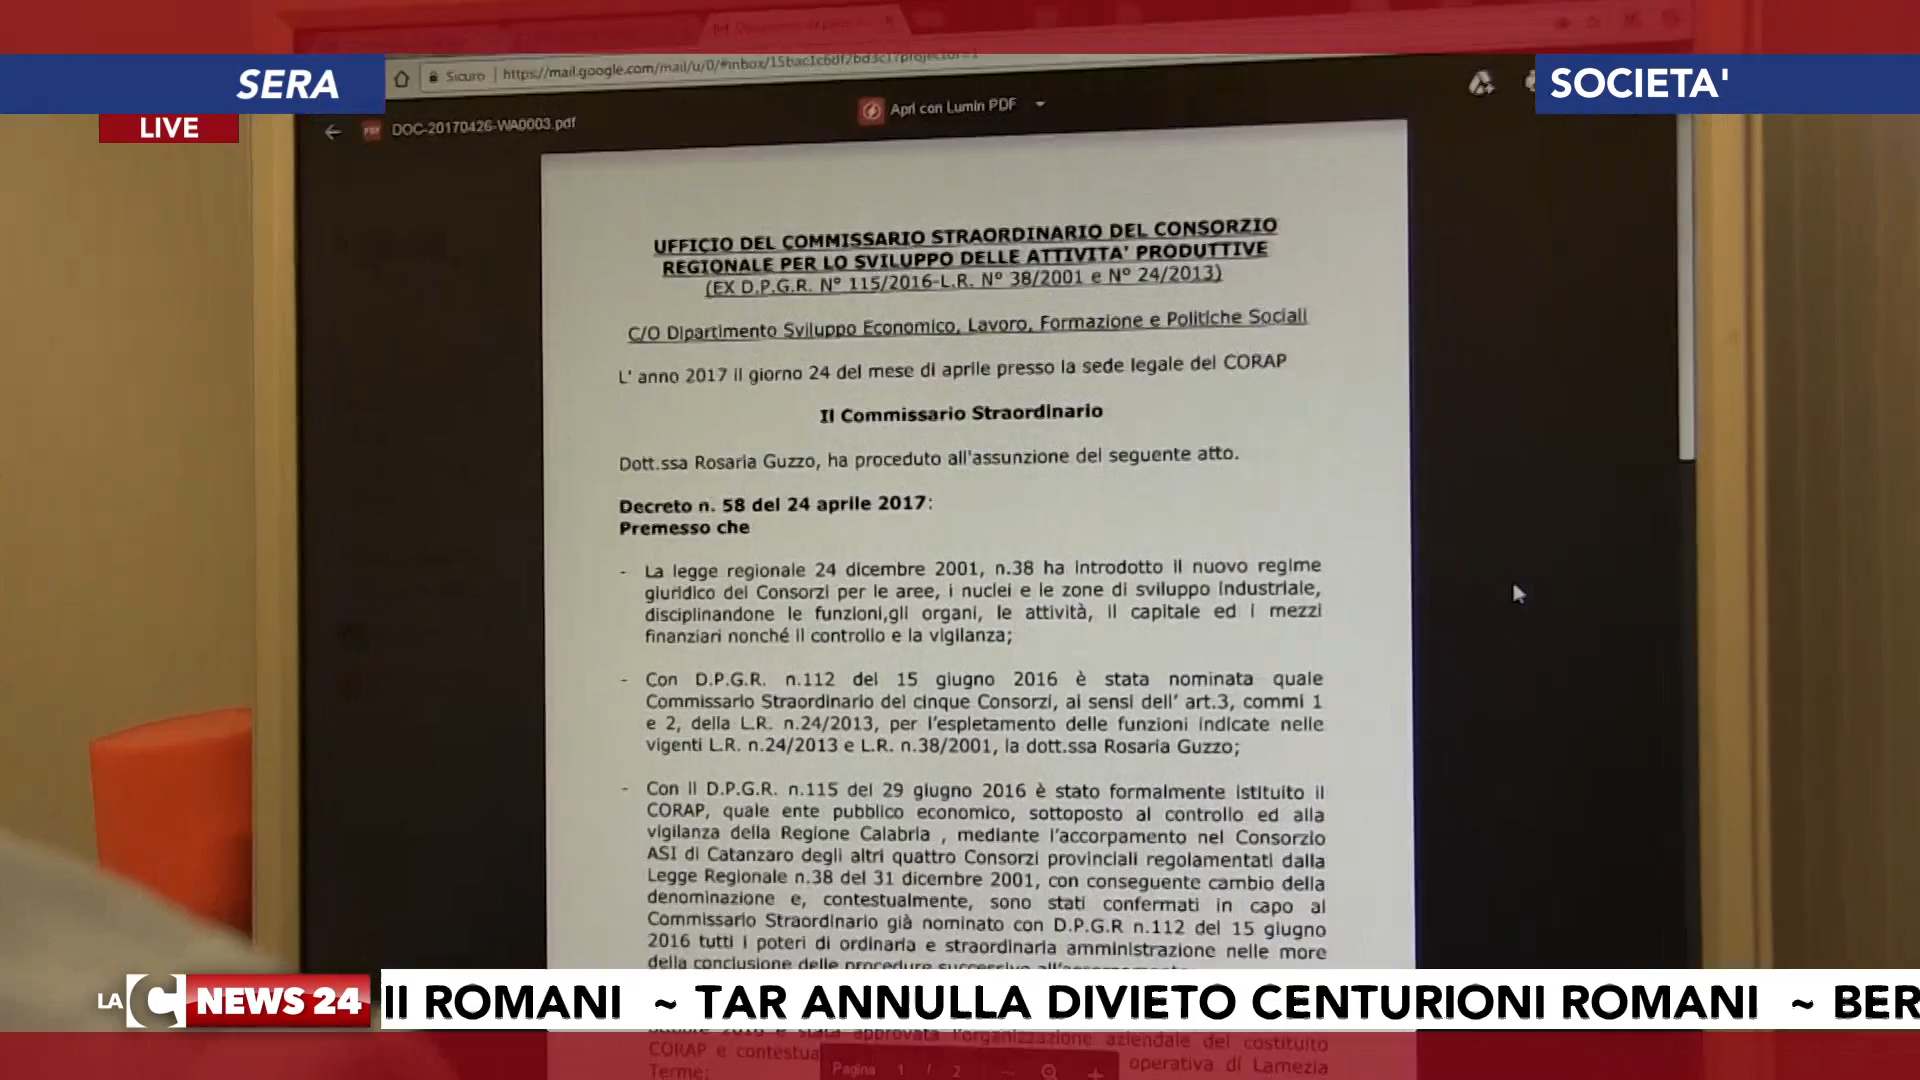 SERA
LIVE
SOCIETA'
Sicuro | https://mail.google.com/mail/u/0/#inbox/
DOC-20170426-WA0003.pdf
Apri con Lumin PDF
UFFICIO DEL COMMISSARIO STRAORDINARIO DEL CONSORZIO
REGIONALE PER LO SVILUPPO DELLE ATTIVITA' PRODUTTIVE
(EX D.P.G.R. N° 115/2016-L.R. N° 38/2001 e N° 24/2013)
C/O Dipartimento Sviluppo Economico, Lavoro, Formazione e Politiche Sociali
L' anno 2017 il giorno 24 del mese di aprile presso la sede legale del CORAP
Il Commissario Straordinario
Dott.ssa Rosaria Guzzo, ha proceduto all'assunzione del seguente atto.
Decreto n. 58 del 24 aprile 2017:
Premesso che
- La legge regionale 24 dicembre 2001, n.38 ha introdotto il nuovo regime
giuridico dei Consorzi per le aree, i nuclei e le zone di sviluppo industriale,
disciplinandone le funzioni,gli organi, le attività, il capitale ed i mezzi
finanziari nonché il controllo e la vigilanza;
- Con D.P.G.R. n.112 del 15 giugno 2016 è stata nominata quale
Commissario Straordinario dei cinque Consorzi, ai sensi dell' art.3, commi 1
e 2, della L.R. n.24/2013, per l'espletamento delle funzioni indicate nelle
vigenti L.R. n.24/2013 e L.R. n.38/2001, la dott.ssa Rosaria Guzzo;
- Con il D.P.G.R. n.115 del 29 giugno 2016 è stato formalmente istituito il
CORAP, quale ente pubblico economico, sottoposto al controllo ed alla
vigilanza della Regione Calabria , mediante l'accorpamento nel Consorzio
ASI di Catanzaro degli altri quattro Consorzi provinciali regolamentati dalla
Legge Regionale n.38 del 31 dicembre 2001, con conseguente cambio della
denominazione e, contestualmente, sono stati confermati in capo al
Commissario Straordinario già nominato con D.P.G.R n.112 del 15 giugno
2016 tutti i poteri di ordinaria e straordinaria amministrazione nelle more
della conclusione delle procedure
LA C NEWS 24
II ROMANI ~ TAR ANNULLA DIVIETO CENTURIONI ROMANI ~ BER
è stata approvata l'organizzazione aziendale del costituito
CORAP e
operativa di Lamezia
Terme;
Pagina 1 / 2